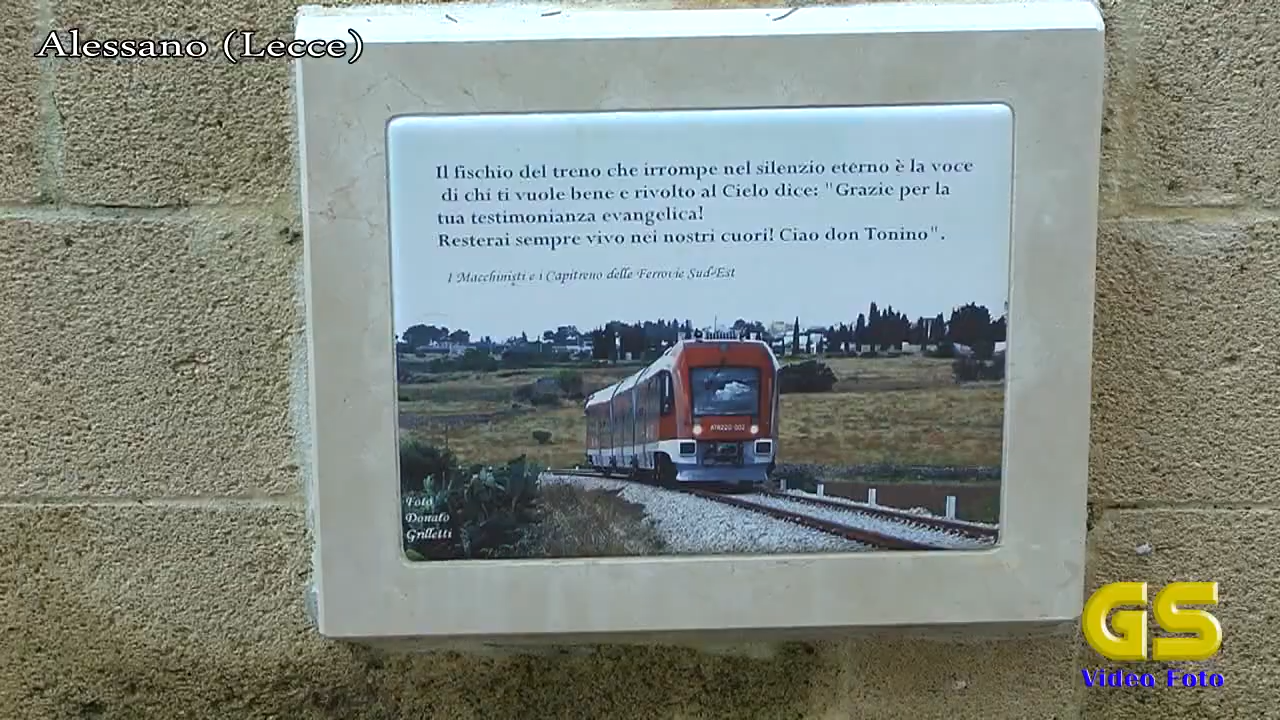 Alessano (Lecce)
Il fischio del treno che irrompe nel silenzio eterno è la voce
di chi ti vuole bene e rivolto al Cielo dice: "Grazie per la
tua testimonianza evangelica!
Resterai sempre vivo nei nostri cuori! Ciao don Tonino".
I Macchinisti e i Capitreno delle Ferrovie Sud-Est
ATR220-002
Foto
Donato
Grilletti
GS
Video Foto